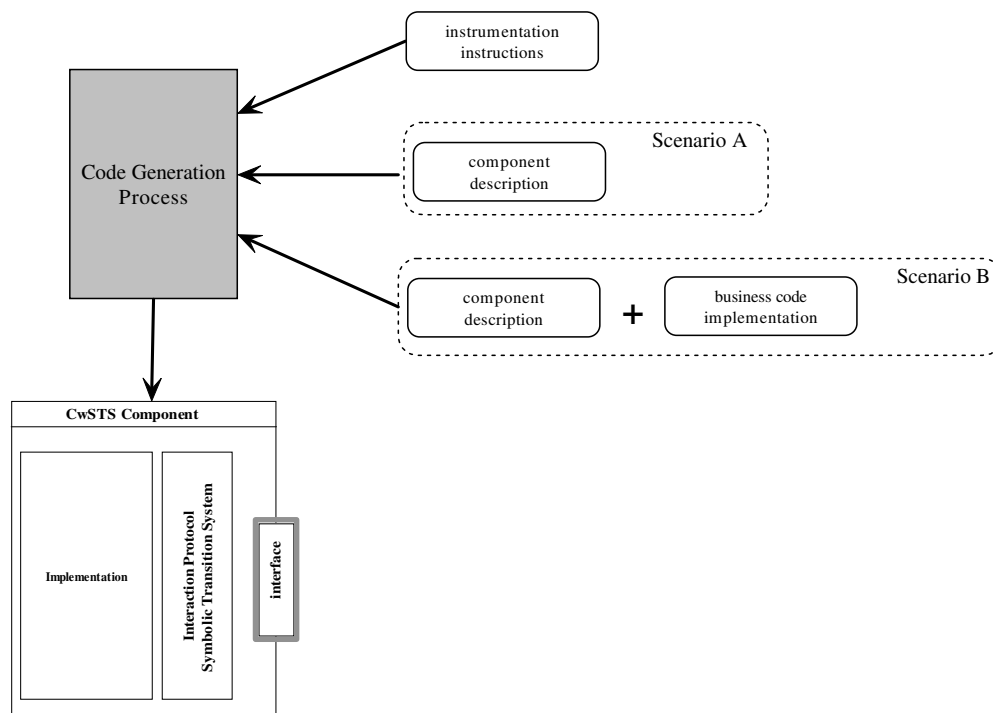 instrumentation
instructions
Code Generation
Process
Scenario A
component
description
Scenario B
component
description
+
business code
implementation
CwSTS Component
Implementation
Interaction Protocol
Symbolic Transition System
interface